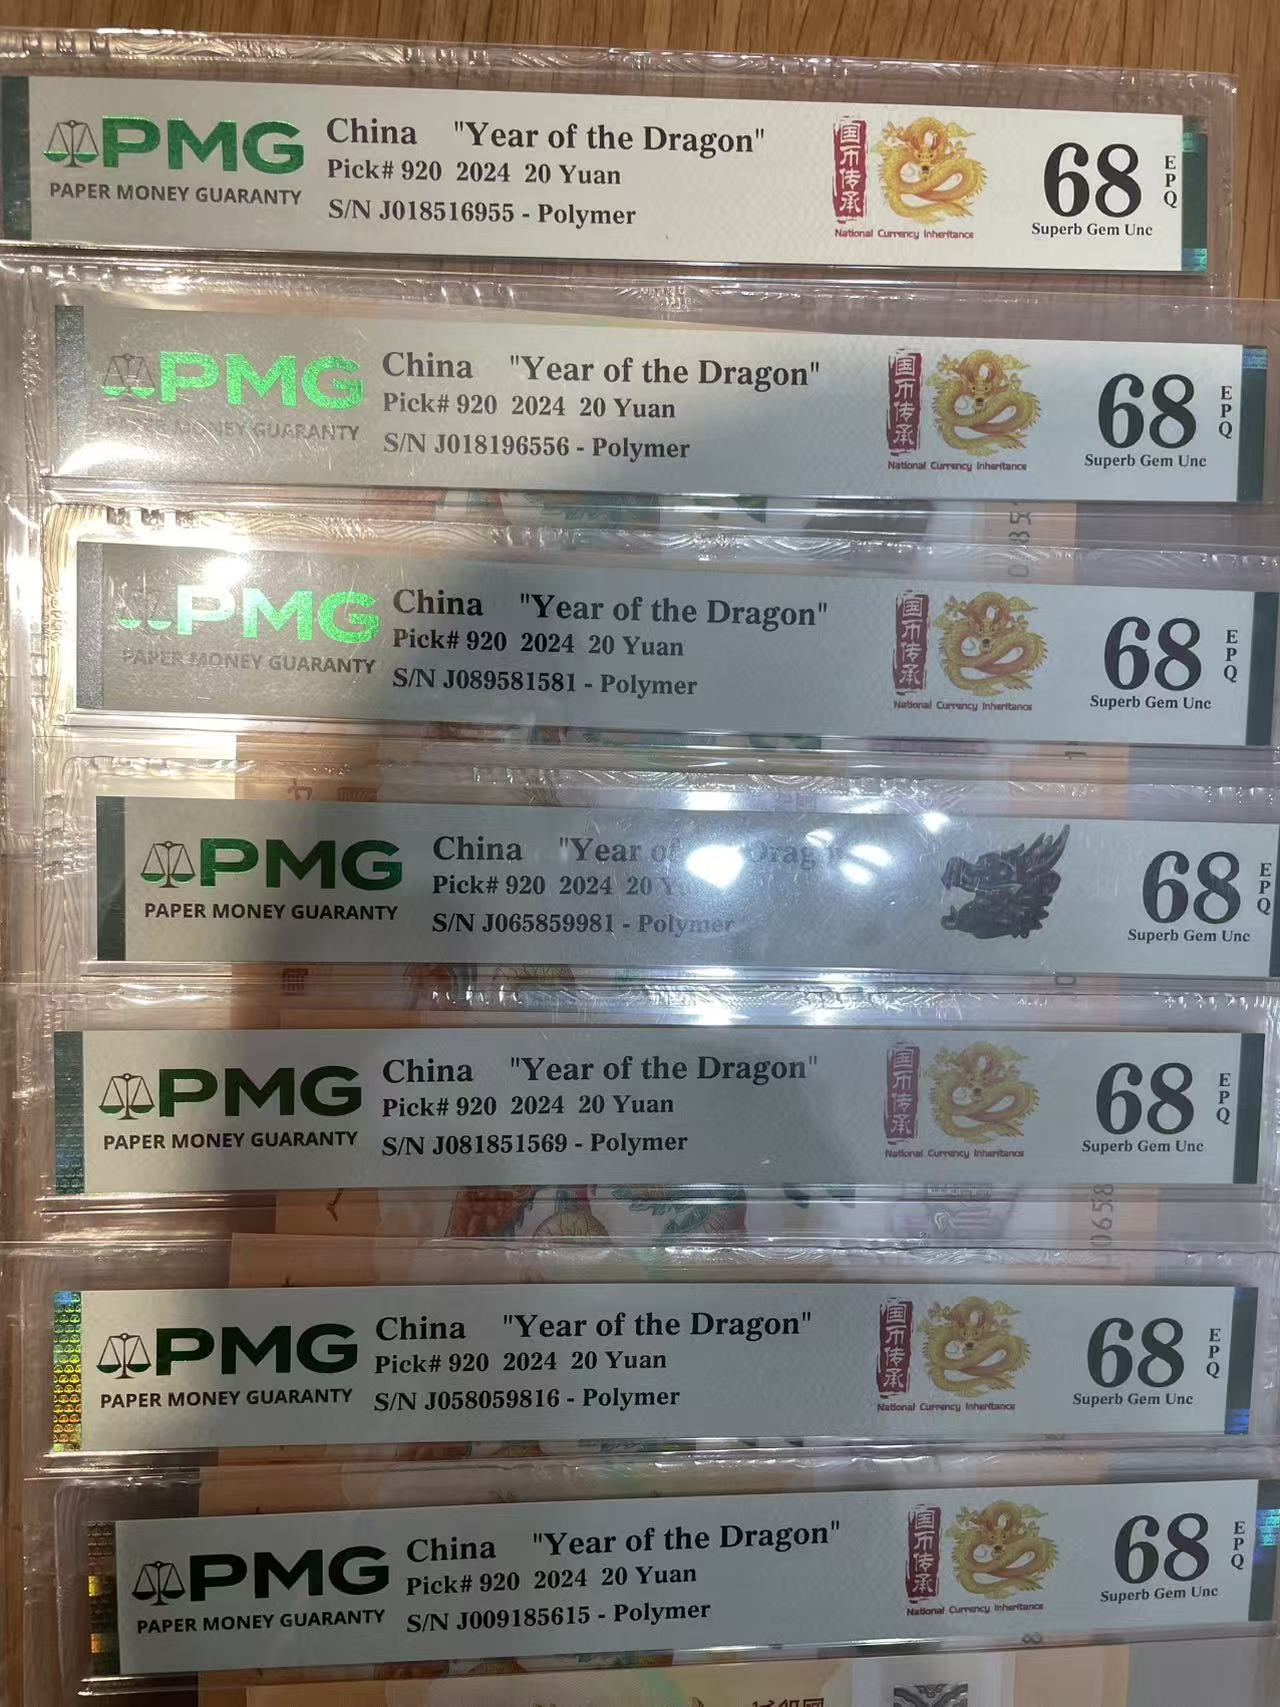 PMG
PAPER MONEY GUARANTY
China "Year of the Dragon"
Pick# 920 2024 20 Yuan
S/N J018516955 - Polymer
国币传承
National Currency Inheritance
68
EPQ
Superb Gem Unc
PMG
PAPER MONEY GUARANTY
China "Year of the Dragon"
Pick# 920 2024 20 Yuan
S/N J018196556 - Polymer
国币传承
National Currency Inheritance
68
EPQ
Superb Gem Unc
PMG
PAPER MONEY GUARANTY
China "Year of the Dragon"
Pick# 920 2024 20 Yuan
S/N J089581581 - Polymer
国币传承
National Currency Inheritance
68
EPQ
Superb Gem Unc
PMG
PAPER MONEY GUARANTY
China "Year of Drag
Pick# 920 2024 20 Y
S/N J065859981 - Polymer
68
EPQ
Superb Gem Unc
PMG
PAPER MONEY GUARANTY
China "Year of the Dragon"
Pick# 920 2024 20 Yuan
S/N J081851569 - Polymer
国币传承
National Currency Inheritance
68
EPQ
Superb Gem Unc
0658
PMG
PAPER MONEY GUARANTY
China "Year of the Dragon"
Pick# 920 2024 20 Yuan
S/N J058059816 - Polymer
国币传承
National Currency Inheritance
68
EPQ
Superb Gem Unc
PMG
PAPER MONEY GUARANTY
China "Year of the Dragon"
Pick# 920 2024 20 Yuan
S/N J009185615 - Polymer
国币传承
National Currency Inheritance
68
EPQ
Superb Gem Unc